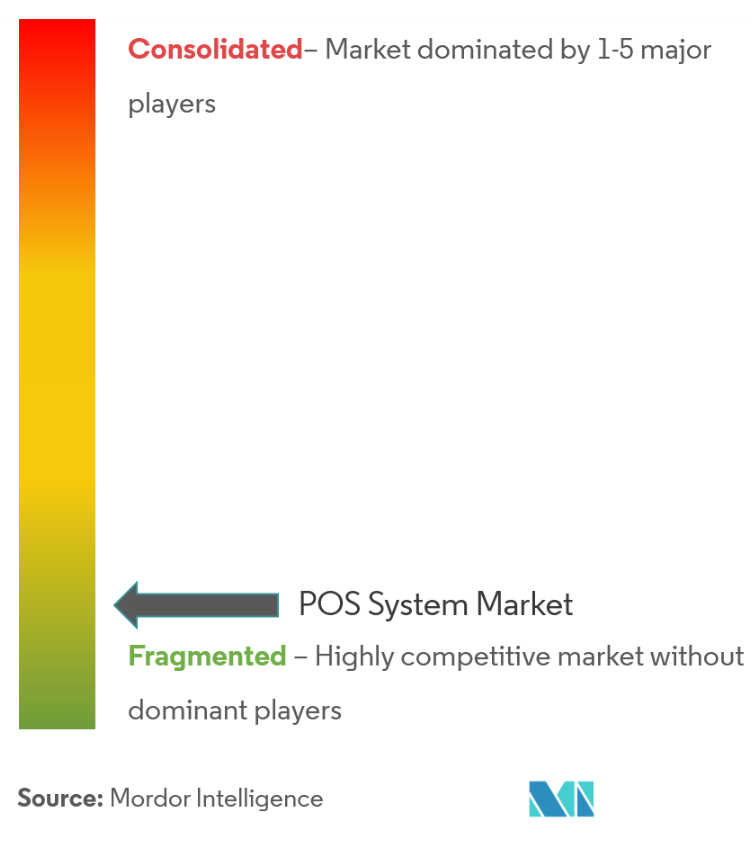 Consolidated– Market dominated by 1-5 major
players
POS System Market
Fragmented – Highly competitive market without
dominant players
Source: Mordor Intelligence